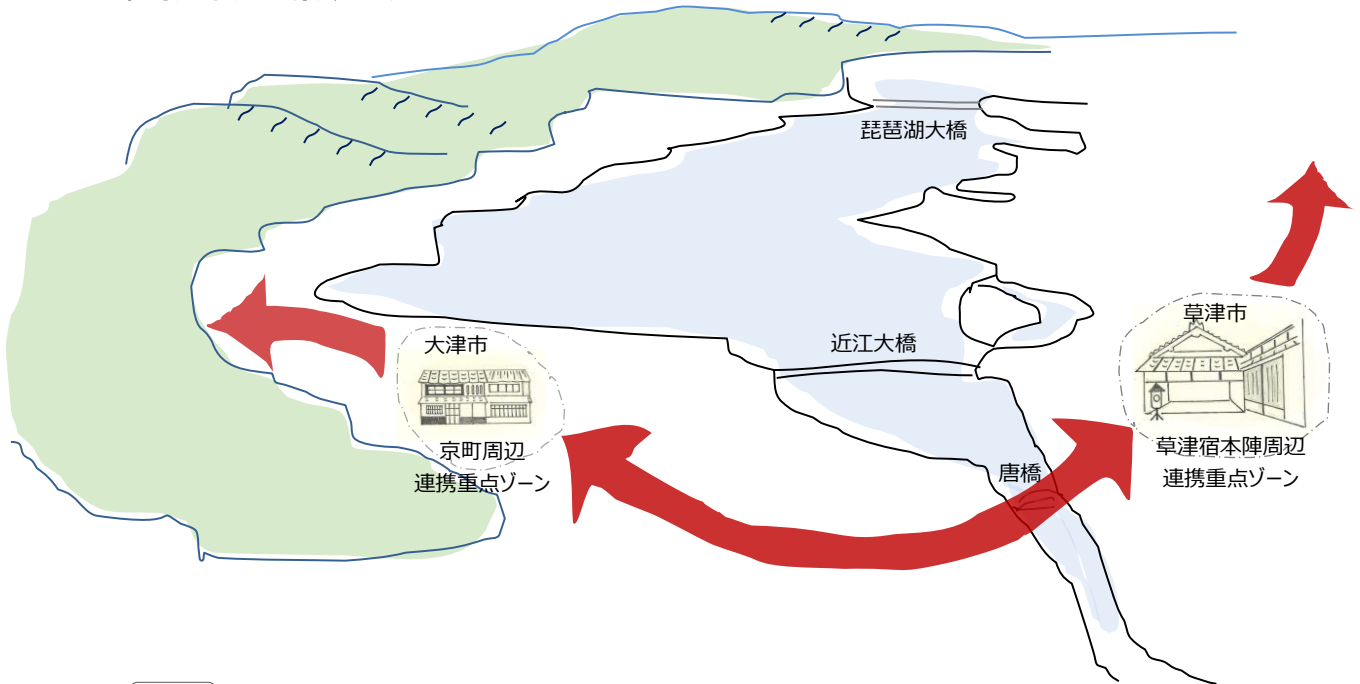 琵琶湖大橋
草津市
近江大橋
大津市
京町周辺
連携重点ゾーン
草津宿本陣周辺
連携重点ゾーン
唐橋